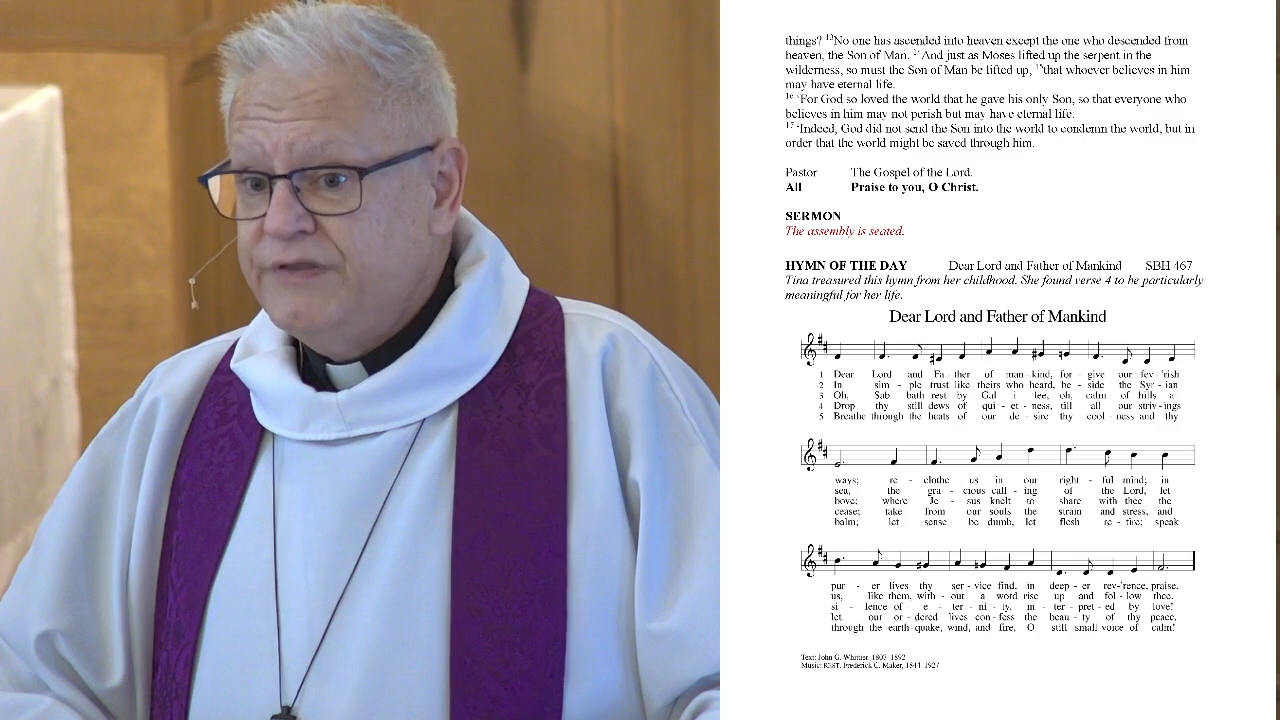 things? 13No one has ascended into heaven except the one who descended from
heaven, the Son of Man. 14And just as Moses lifted up the serpent in the
wilderness, so must the Son of Man be lifted up, 15that whoever believes in him
may have eternal life.
16 “For God so loved the world that he gave his only Son, so that everyone who
believes in him may not perish but may have eternal life.
17 “Indeed, God did not send the Son into the world to condemn the world, but in
order that the world might be saved through him.
Pastor The Gospel of the Lord.
All Praise to you, O Christ.
SERMON
The assembly is seated.
HYMN OF THE DAY Dear Lord and Father of Mankind SBH 467
Tina treasured this hymn from her childhood. She found verse 4 to be particularly
meaningful for her life.
Dear Lord and Father of Mankind
1 Dear Lord and Fa - ther of man - kind, for - give our fev - 'rish
2 In sim - ple trust like theirs who heard, be - side the Syr - ian
3 Oh, Sab bath rest by Gal i lee, oh, calm of hills a
4 Drop thy still dews of qui - et - ness, till all our striv - ings
5 Breathe through the heats of our de - sire thy cool - ness and thy
ways; re - clothe us in our right - ful mind; in
sea, the gra - cious call - ing of the Lord, let
bove; where Je - sus knelt to share with thee the
cease; take from our souls the strain and stress, and
balm; let sense be dumb, let flesh re - tire; speak
pur - er lives thy ser - vice find, in deep - er rev - 'rence, praise.
us, like them, with - out a word rise up and fol - low thee.
si - lence of e - ter - ni - ty, in - ter - pret - ed by love!
let our or - dered lives con - fess the beau - ty of thy peace.
through the earth - quake, wind, and fire, O still small voice of calm!
Text: John G. Whittier, 1807–1892
Music: REST, Frederick C. Maker, 1844–1927